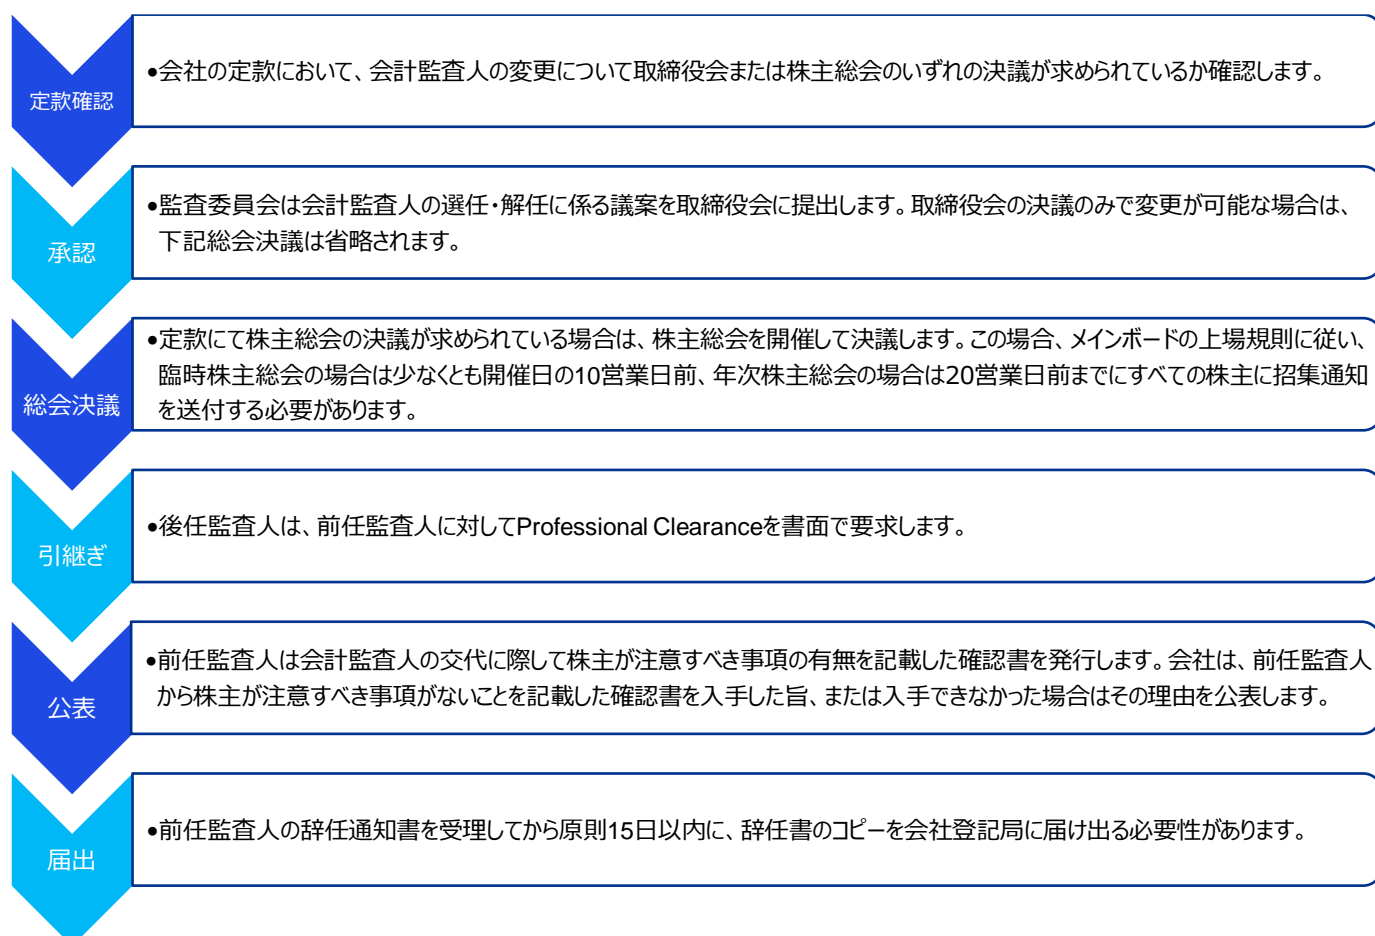 定款確認
•会社の定款において、会計監査人の変更について取締役会または株主総会のいずれの決議が求められているか確認します。
承認
•監査委員会は会計監査人の選任・解任に係る議案を取締役会に提出します。取締役会の決議のみで変更が可能な場合は、
下記総会決議は省略されます。
総会決議
•定款にて株主総会の決議が求められている場合は、株主総会を開催して決議します。この場合、メインボードの上場規則に従い、
臨時株主総会の場合は少なくとも開催日の10営業日前、年次株主総会の場合は20営業日前までにすべての株主に招集通知
を送付する必要があります。
引継ぎ
•後任監査人は、前任監査人に対してProfessional Clearanceを書面で要求します。
公表
•前任監査人は会計監査人の交代に際して株主が注意すべき事項の有無を記載した確認書を発行します。会社は、前任監査人
から株主が注意すべき事項がないことを記載した確認書を入手した旨、または入手できなかった場合はその理由を公表します。
届出
•前任監査人の辞任通知書を受理してから原則15日以内に、辞任書のコピーを会社登記局に届け出る必要性があります。